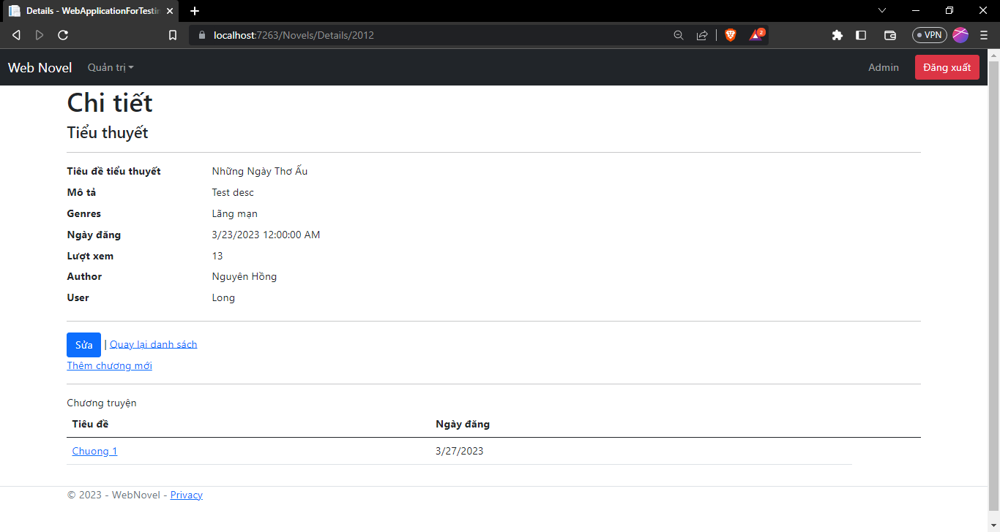 Details - WebApplicationForTestin
localhost:7263/Novels/Details/2012
2
VPN
Web Novel Quản trị Admin Đăng xuất
Chi tiết
Tiểu thuyết
Tiêu đề tiểu thuyết Những Ngày Thơ Ấu
Mô tả Test desc
Genres Lãng mạn
Ngày đăng 3/23/2023 12:00:00 AM
Lượt xem 13
Author Nguyên Hồng
User Long
Sửa | Quay lại danh sách
Thêm chương mới
Chương truyện
Tiêu đề Ngày đăng
Chuong 1 3/27/2023
© 2023 - WebNovel - Privacy